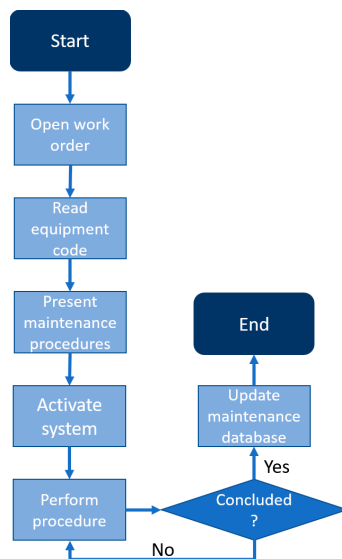 Start
Open work
order
Read
equipment
code
Present
maintenance
procedures
Activate
system
Perform
procedure
Concluded
?
No
Yes
Update
maintenance
database
End